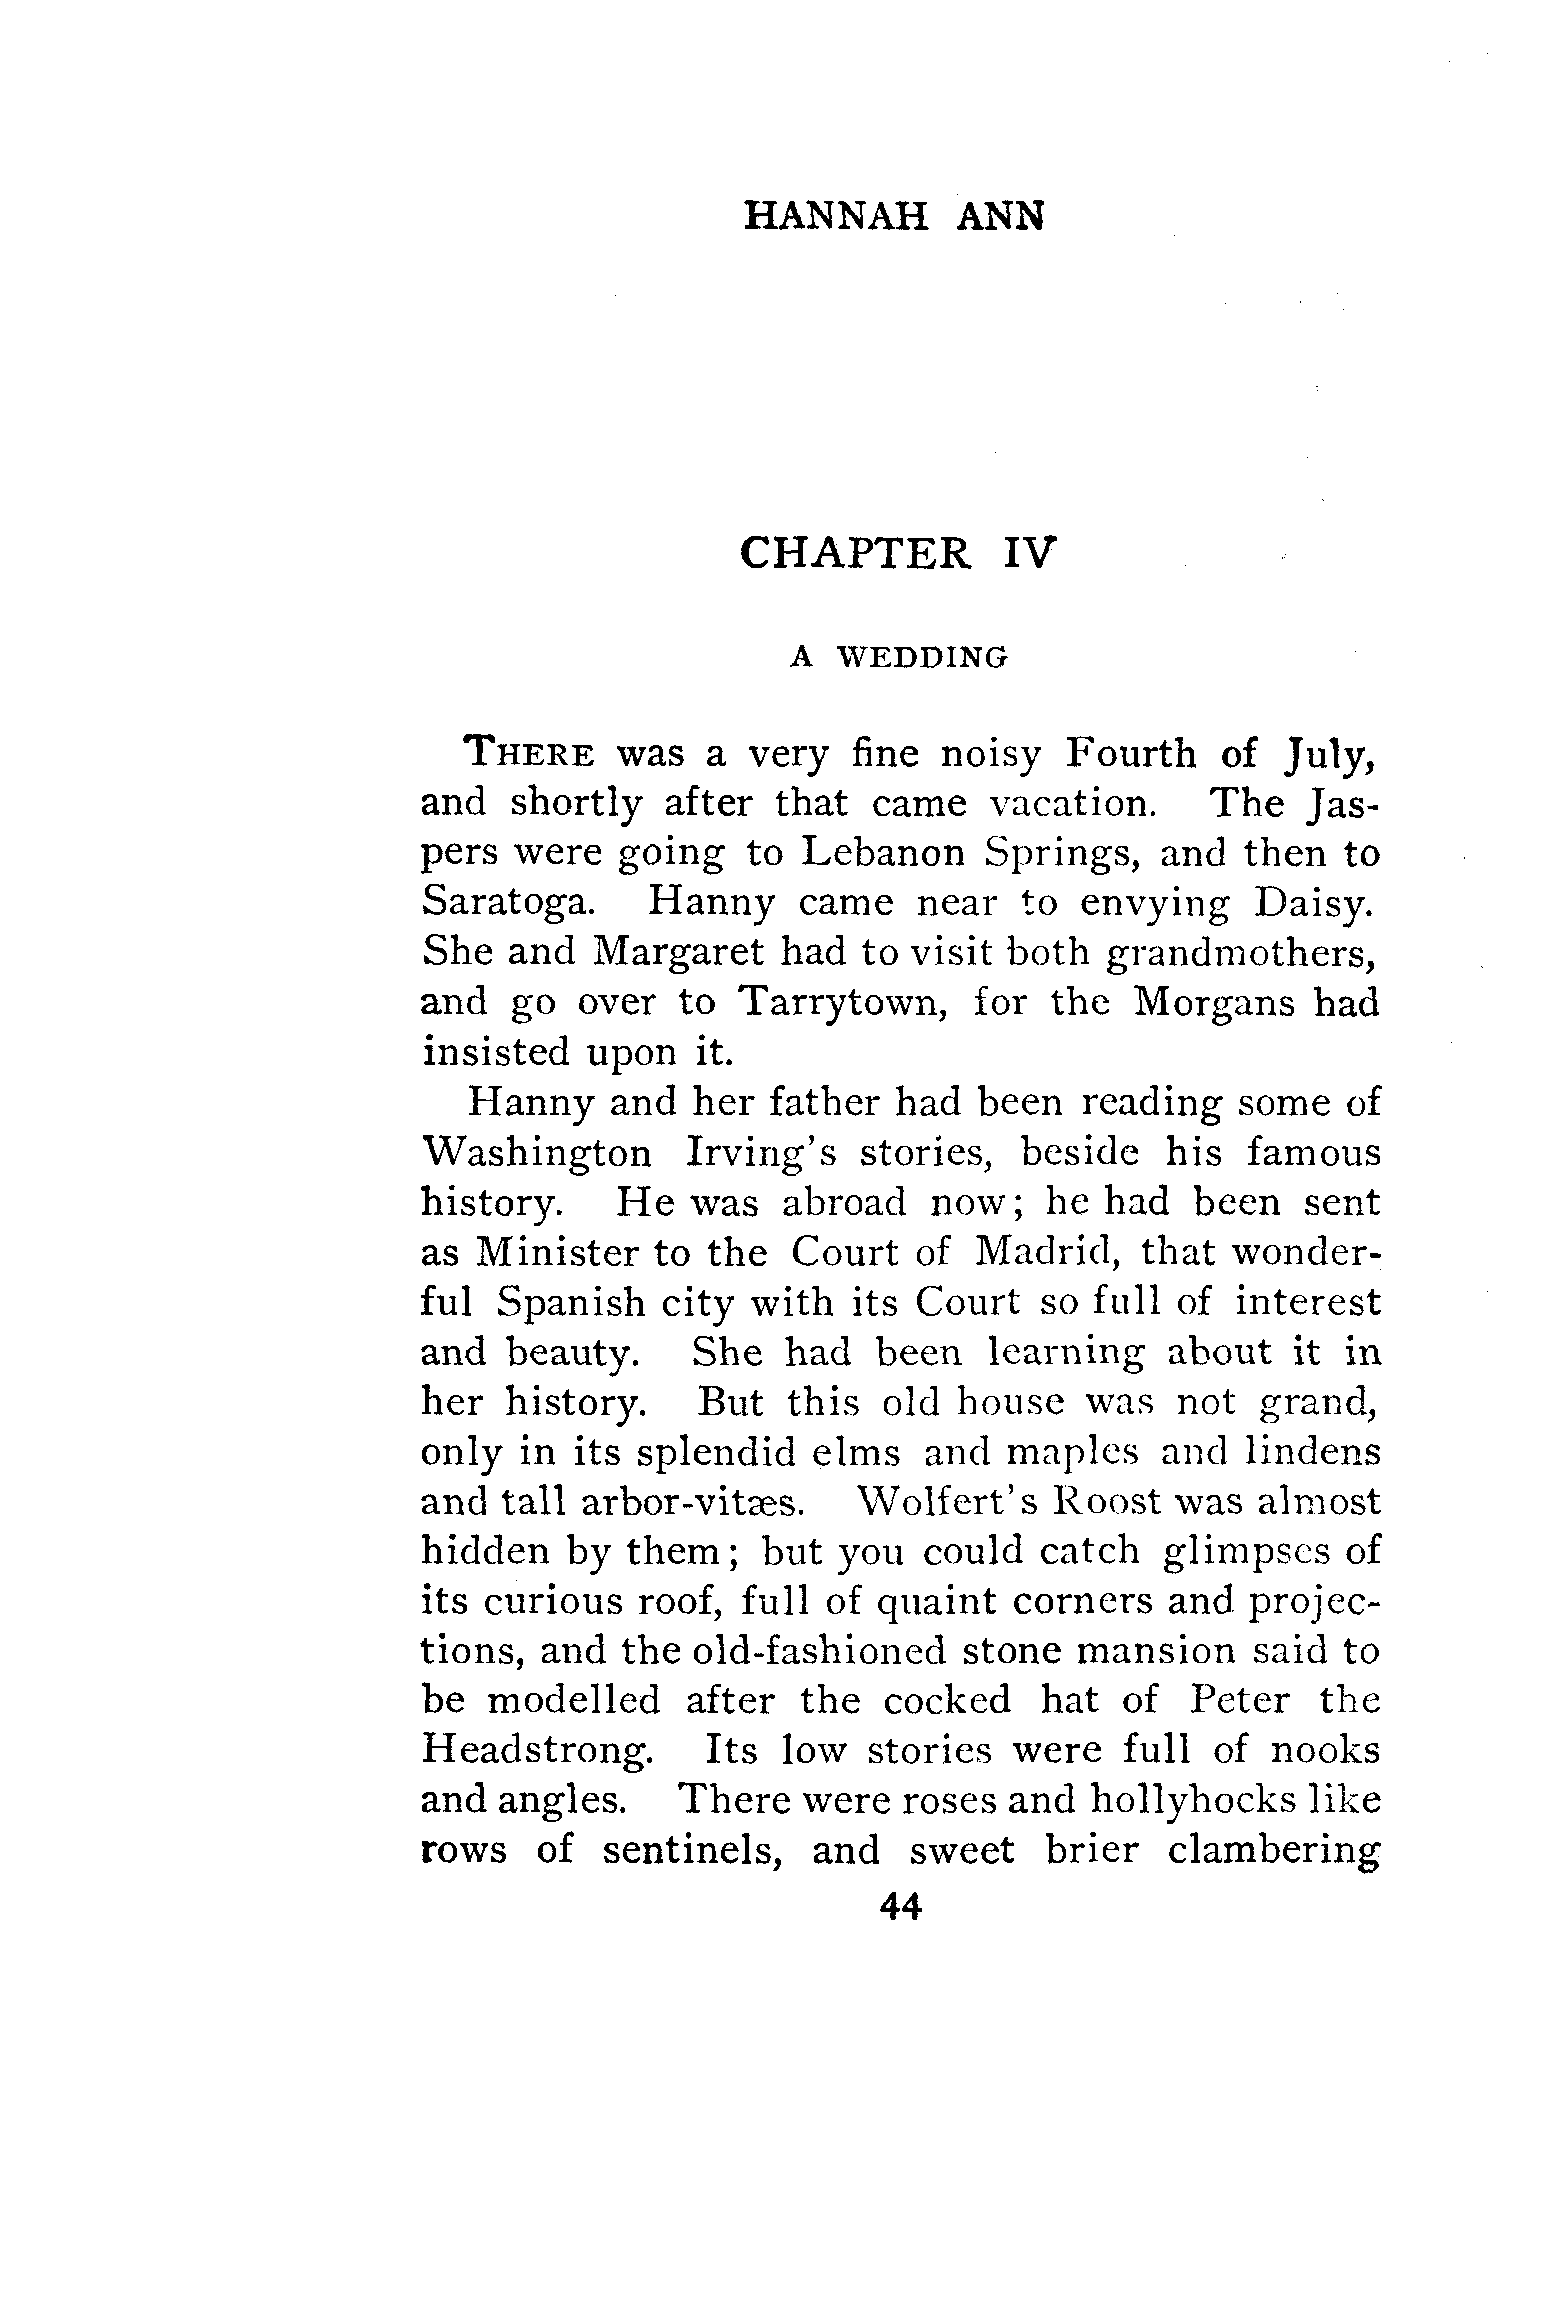 HANNAH ANN
CHAPTER IV
A WEDDING
THERE was a very fine noisy Fourth of July,
and shortly after that came vacation. The Jas-
pers were going to Lebanon Springs, and then to
Saratoga. Hanny came near to envying Daisy.
She and Margaret had to visit both grandmothers,
and go over to Tarrytown, for the Morgans had
insisted upon it.
Hanny and her father had been reading some of
Washington Irving's stories, beside his famous
history. He was abroad now; he had been sent
as Minister to the Court of Madrid, that wonder-
ful Spanish city with its Court so full of interest
and beauty. She had been learning about it in
her history. But this old house was not grand,
only in its splendid elms and maples and lindens
and tall arbor-vitæs. Wolfert's Roost was almost
hidden by them; but you could catch glimpses of
its curious roof, full of quaint corners and projec-
tions, and the old-fashioned stone mansion said to
be modelled after the cocked hat of Peter the
Headstrong. Its low stories were full of nooks
and angles. There were roses and hollyhocks like
rows of sentinels, and sweet brier clambering
44